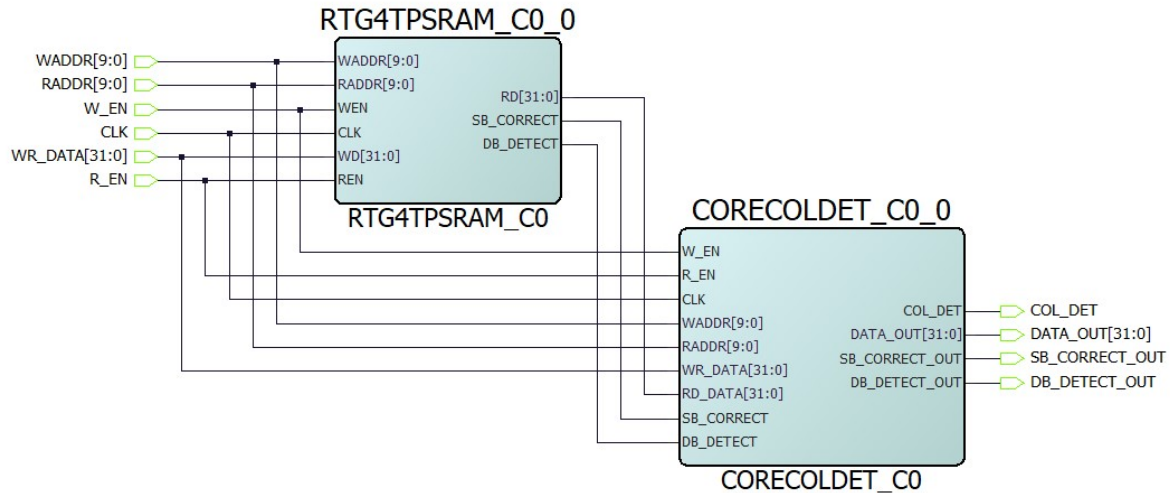 RTG4TPSRAM_C0_0
WADDR[9:0]
RADDR[9:0]
W_EN
CLK
WR_DATA[31:0]
R_EN
WADDR[9:0]
RADDR[9:0]
WEN
CLK
WD[31:0]
REN
RD[31:0]
SB_CORRECT
DB_DETECT
RTG4TPSRAM_C0
CORECOLDET_C0_0
W_EN
R_EN
CLK
WADDR[9:0]
RADDR[9:0]
WR_DATA[31:0]
RD_DATA[31:0]
SB_CORRECT
DB_DETECT
COL_DET
DATA_OUT[31:0]
SB_CORRECT_OUT
DB_DETECT_OUT
COL_DET
DATA_OUT[31:0]
SB_CORRECT_OUT
DB_DETECT_OUT
CORECOLDET_C0